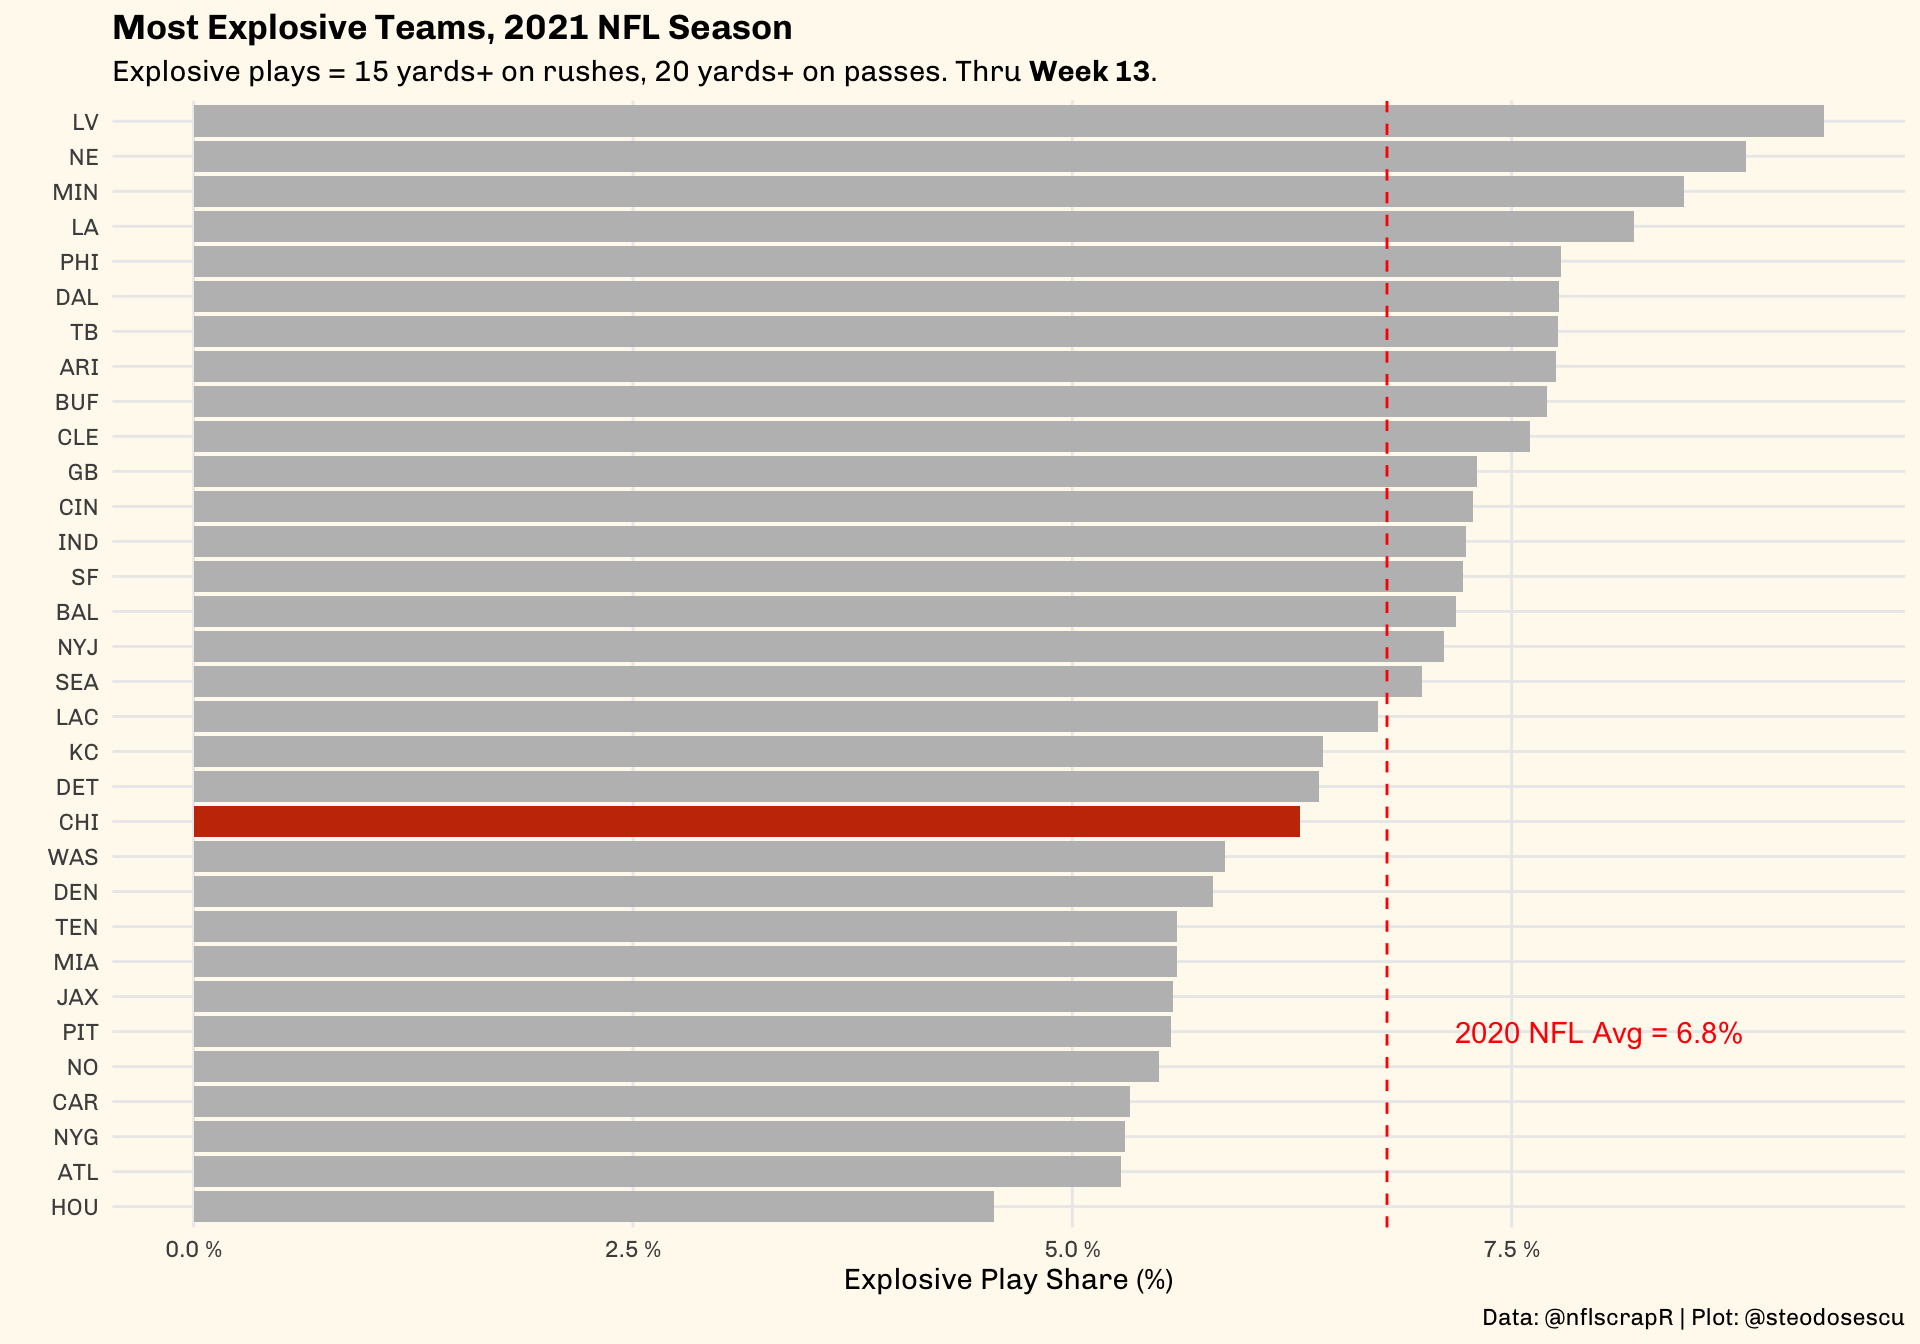 Most Explosive Teams, 2021 NFL Season
Explosive plays = 15 yards+ on rushes, 20 yards+ on passes. Thru Week 13.
LV
NE
MIN
LA
PHI
DAL
TB
ARI
BUF
CLE
GB
CIN
IND
SF
BAL
NYJ
SEA
LAC
KC
DET
CHI
WAS
DEN
TEN
MIA
JAX
PIT
2020 NFL Avg = 6.8%
NO
CAR
NYG
ATL
HOU
0.0 % 2.5 % 5.0 % 7.5 %
Explosive Play Share (%)
Data: @nflscrapR | Plot: @steodosescu